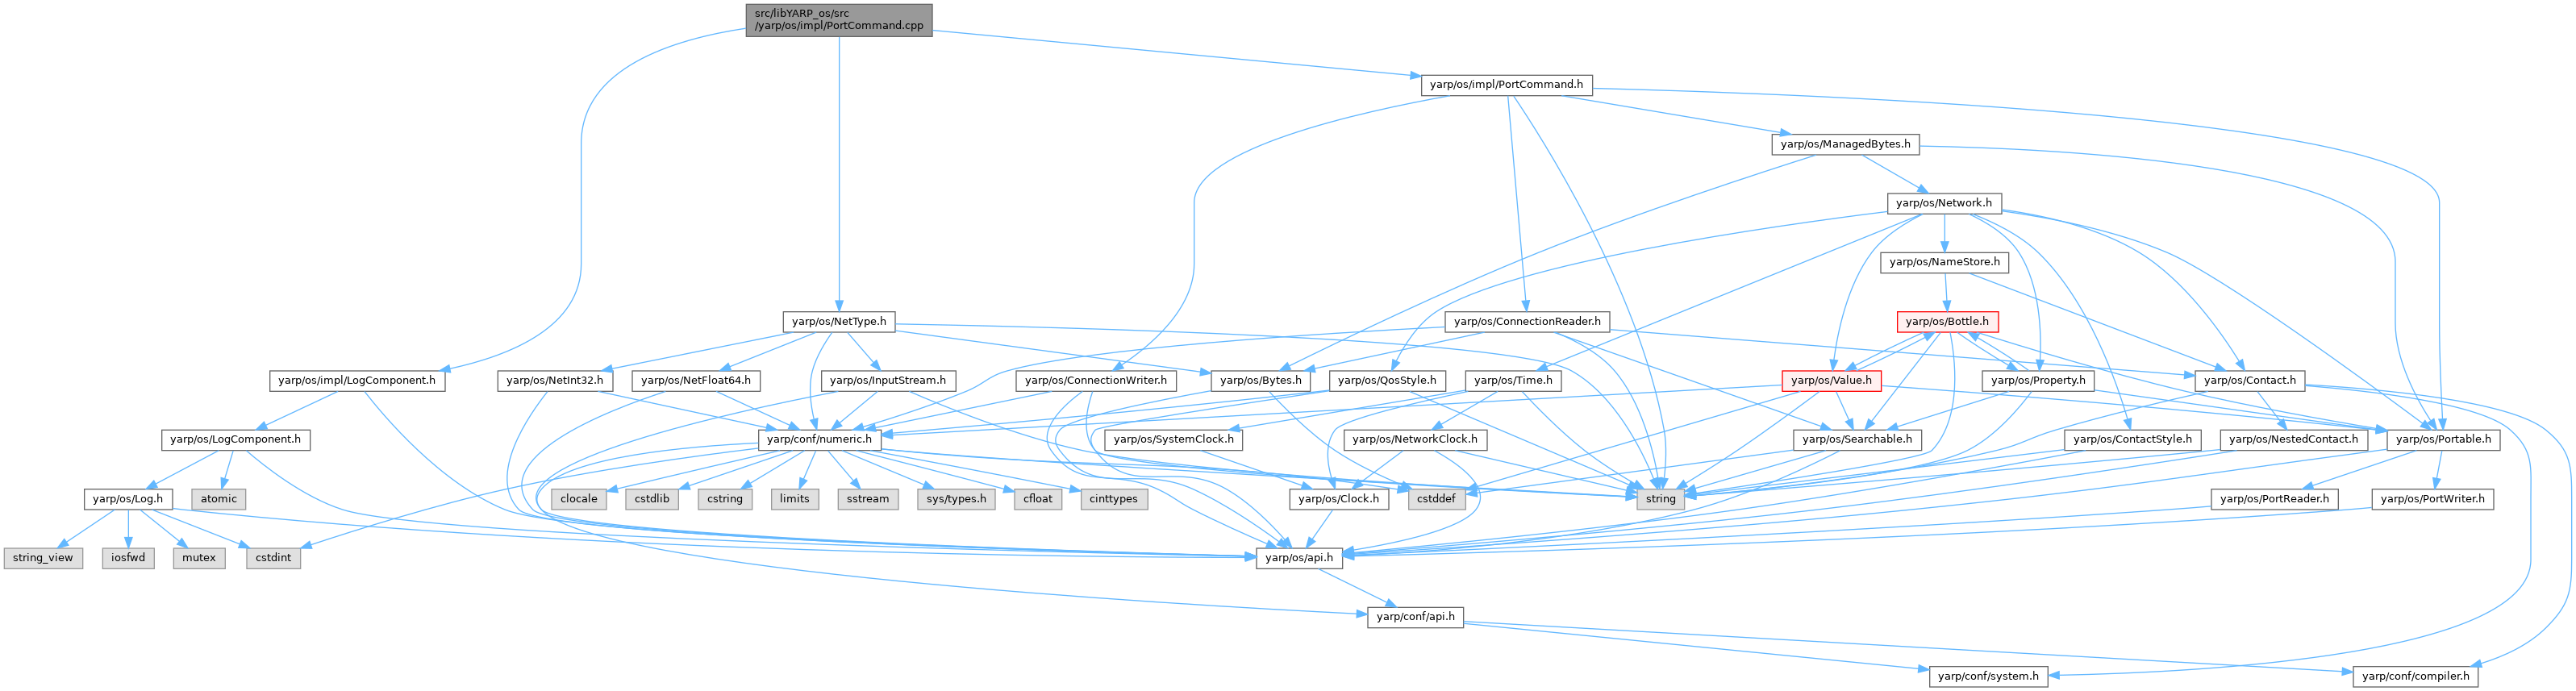 src/libYARP_os/src
/yarp/os/impl/PortCommand.cpp
yarp/os/impl/PortCommand.h
yarp/os/ManagedBytes.h
yarp/os/Network.h
yarp/os/NameStore.h
yarp/os/NetType.h
yarp/os/ConnectionReader.h
yarp/os/Bottle.h
yarp/os/impl/LogComponent.h
yarp/os/NetInt32.h
yarp/os/NetFloat64.h
yarp/os/InputStream.h
yarp/os/ConnectionWriter.h
yarp/os/Bytes.h
yarp/os/QosStyle.h
yarp/os/Time.h
yarp/os/Value.h
yarp/os/Property.h
yarp/os/Contact.h
yarp/os/LogComponent.h
yarp/conf/numeric.h
yarp/os/SystemClock.h
yarp/os/NetworkClock.h
yarp/os/Searchable.h
yarp/os/ContactStyle.h
yarp/os/NestedContact.h
yarp/os/Portable.h
yarp/os/Log.h
atomic
clocale
cstdlib
cstring
limits
sstream
sys/types.h
cfloat
cinttypes
yarp/os/Clock.h
cstddef
string
yarp/os/PortReader.h
yarp/os/PortWriter.h
string_view
iosfwd
mutex
cstdint
yarp/os/api.h
yarp/conf/api.h
yarp/conf/system.h
yarp/conf/compiler.h